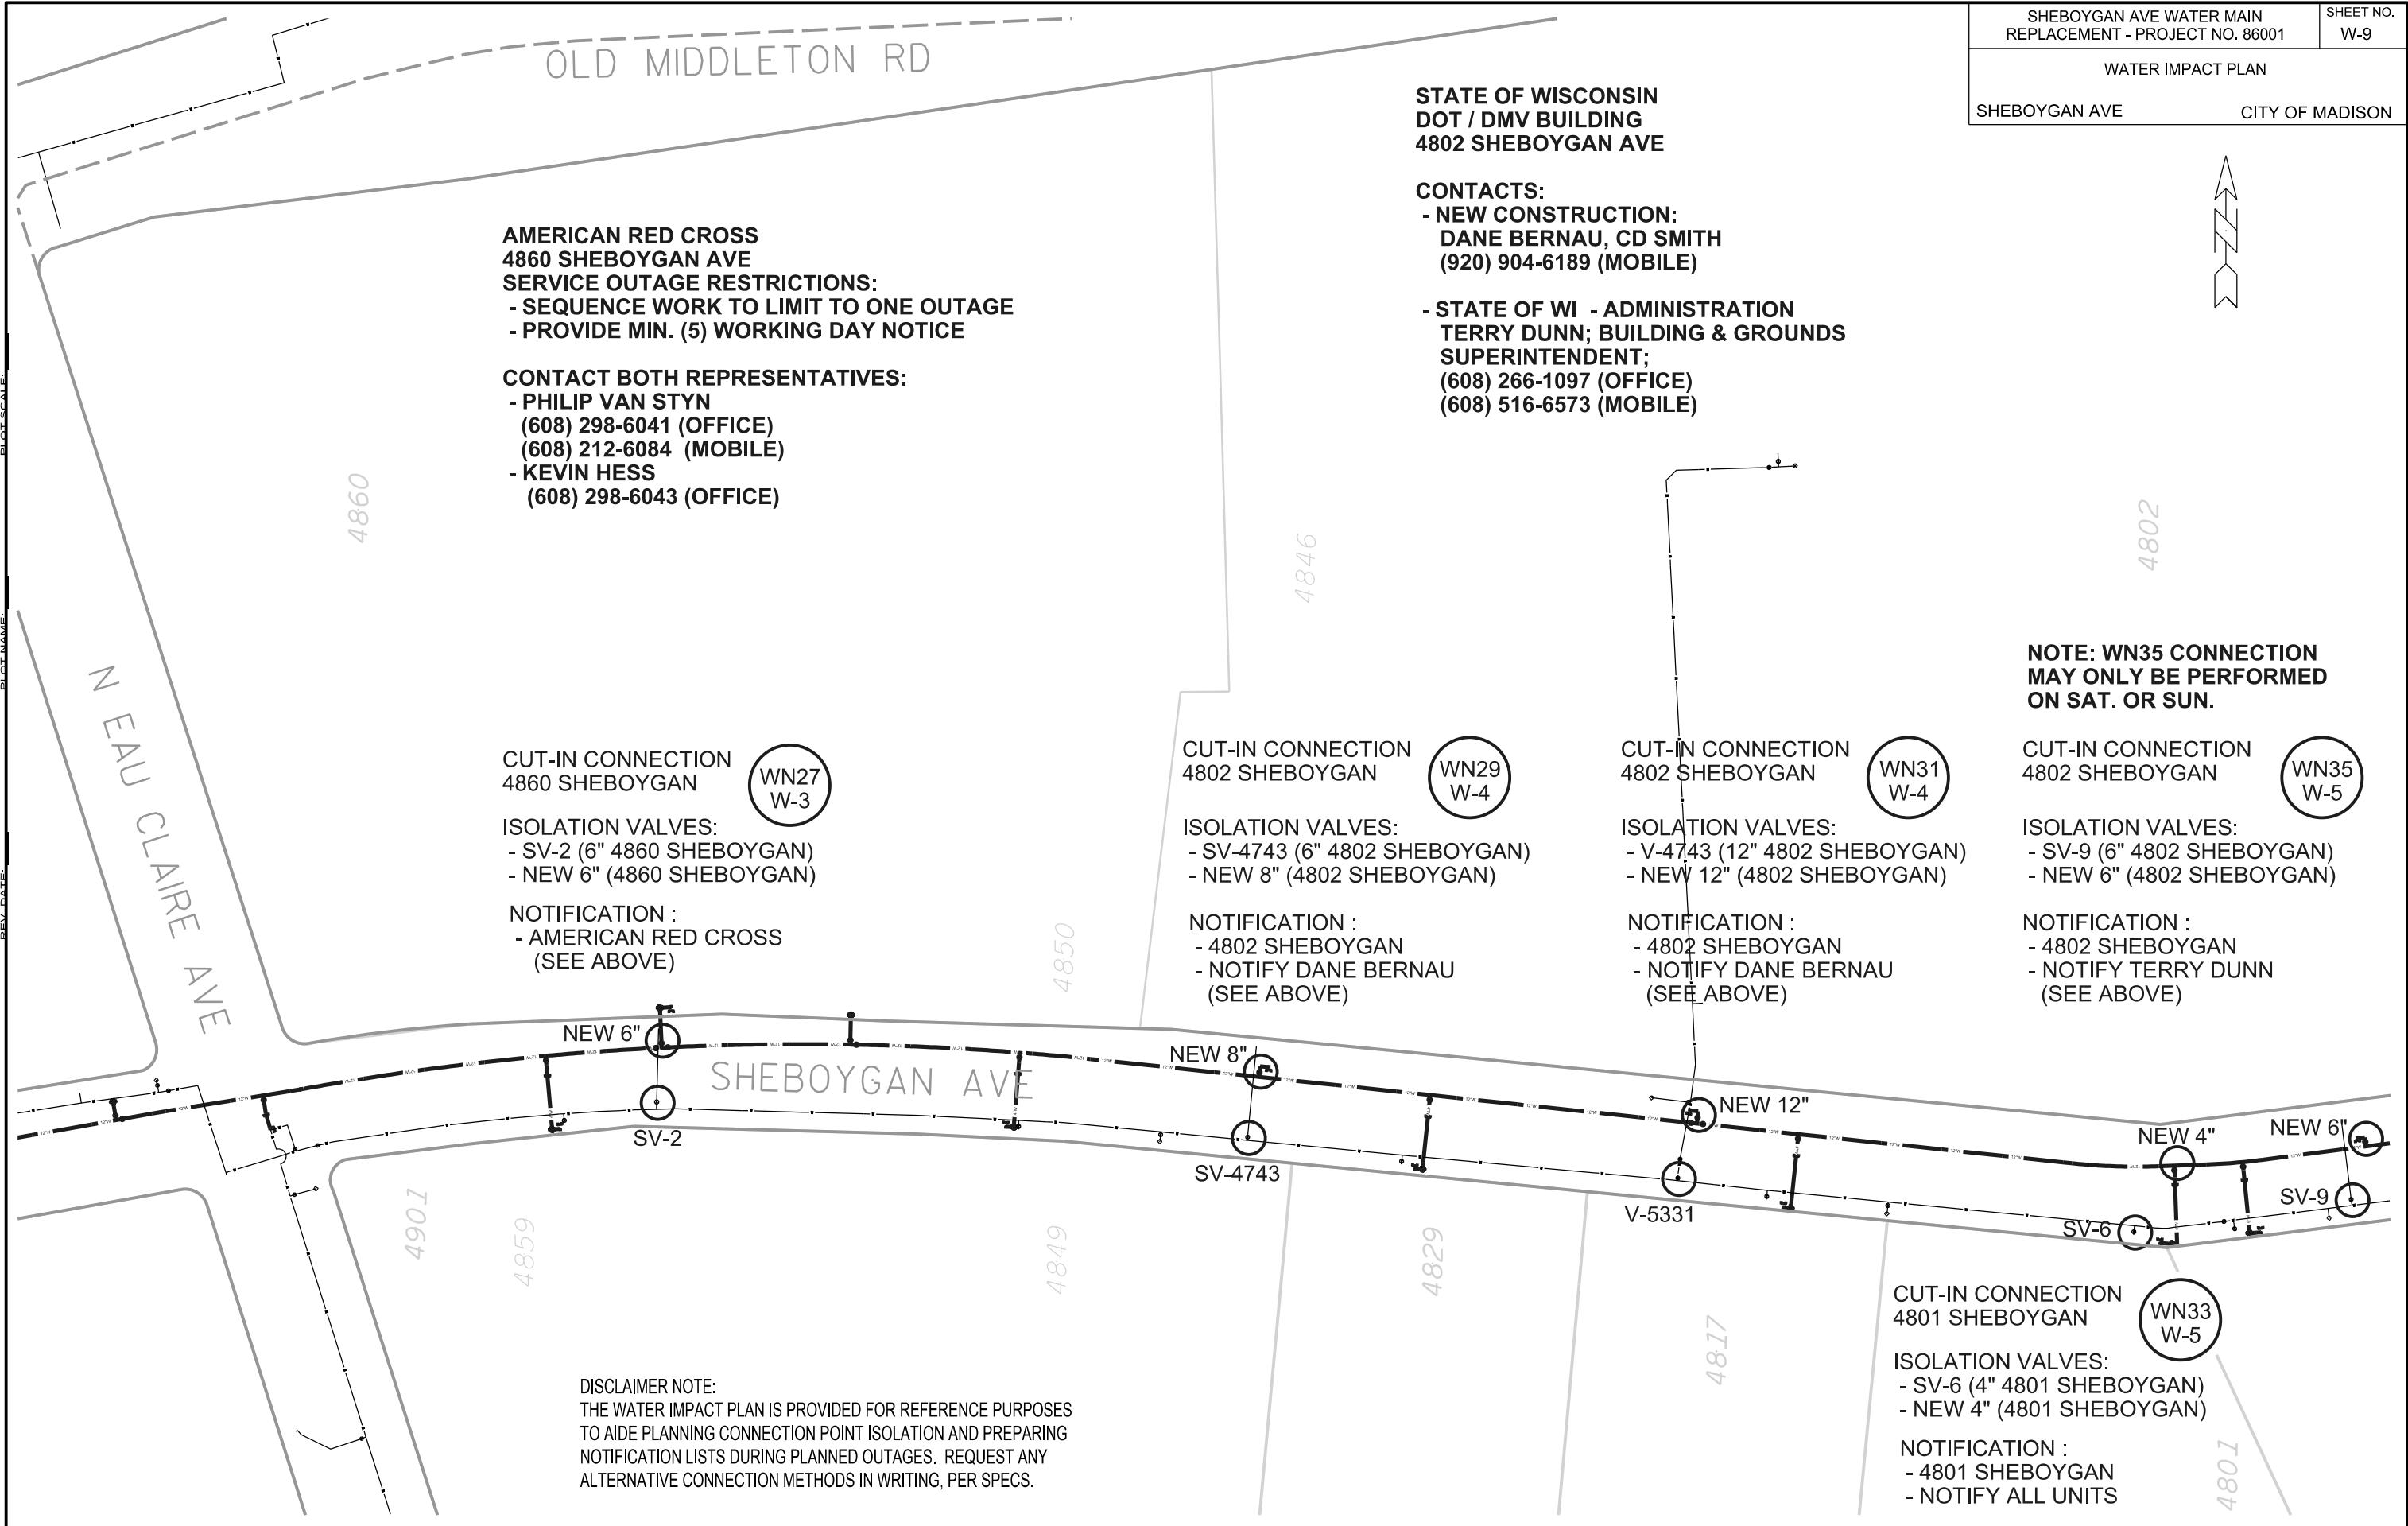 SHEBOYGAN AVE WATER MAIN
REPLACEMENT - PROJECT NO. 86001
SHEET NO.
W-9
WATER IMPACT PLAN
SHEBOYGAN AVE
CITY OF MADISON
OLD MIDDLETON RD
STATE OF WISCONSIN
DOT / DMV BUILDING
4802 SHEBOYGAN AVE
CONTACTS:
- NEW CONSTRUCTION:
DANE BERNAU, CD SMITH
(920) 904-6189 (MOBILE)
- STATE OF WI - ADMINISTRATION
TERRY DUNN; BUILDING & GROUNDS
SUPERINTENDENT;
(608) 266-1097 (OFFICE)
(608) 516-6573 (MOBILE)
N
AMERICAN RED CROSS
4860 SHEBOYGAN AVE
SERVICE OUTAGE RESTRICTIONS:
- SEQUENCE WORK TO LIMIT TO ONE OUTAGE
- PROVIDE MIN. (5) WORKING DAY NOTICE
CONTACT BOTH REPRESENTATIVES:
- PHILIP VAN STYN
(608) 298-6041 (OFFICE)
(608) 212-6084 (MOBILE)
- KEVIN HESS
(608) 298-6043 (OFFICE)
PLOT SCALE:
PLOT NAME:
REV. DATE:
4860
4846
4802
N EAU CLAIRE AVE
NOTE: WN35 CONNECTION
MAY ONLY BE PERFORMED
ON SAT. OR SUN.
CUT-IN CONNECTION
4860 SHEBOYGAN
WN27
W-3
ISOLATION VALVES:
- SV-2 (6" 4860 SHEBOYGAN)
- NEW 6" (4860 SHEBOYGAN)
NOTIFICATION :
- AMERICAN RED CROSS
(SEE ABOVE)
4850
CUT-IN CONNECTION
4802 SHEBOYGAN
WN29
W-4
ISOLATION VALVES:
- SV-4743 (6" 4802 SHEBOYGAN)
- NEW 8" (4802 SHEBOYGAN)
NOTIFICATION :
- 4802 SHEBOYGAN
- NOTIFY DANE BERNAU
(SEE ABOVE)
CUT-IN CONNECTION
4802 SHEBOYGAN
WN31
W-4
ISOLATION VALVES:
- V-4743 (12" 4802 SHEBOYGAN)
- NEW 12" (4802 SHEBOYGAN)
NOTIFICATION :
- 4802 SHEBOYGAN
- NOTIFY DANE BERNAU
(SEE ABOVE)
CUT-IN CONNECTION
4802 SHEBOYGAN
WN35
W-5
ISOLATION VALVES:
- SV-9 (6" 4802 SHEBOYGAN)
- NEW 6" (4802 SHEBOYGAN)
NOTIFICATION :
- 4802 SHEBOYGAN
- NOTIFY TERRY DUNN
(SEE ABOVE)
NEW 6"
SHEBOYGAN AVE
NEW 8"
NEW 12"
NEW 4"
NEW 6"
SV-2
SV-4743
V-5331
SV-6
SV-9
4901
4859
4849
4829
4817
4801
CUT-IN CONNECTION
4801 SHEBOYGAN
WN33
W-5
ISOLATION VALVES:
- SV-6 (4" 4801 SHEBOYGAN)
- NEW 4" (4801 SHEBOYGAN)
NOTIFICATION :
- 4801 SHEBOYGAN
- NOTIFY ALL UNITS
DISCLAIMER NOTE:
THE WATER IMPACT PLAN IS PROVIDED FOR REFERENCE PURPOSES
TO AIDE PLANNING CONNECTION POINT ISOLATION AND PREPARING
NOTIFICATION LISTS DURING PLANNED OUTAGES. REQUEST ANY
ALTERNATIVE CONNECTION METHODS IN WRITING, PER SPECS.